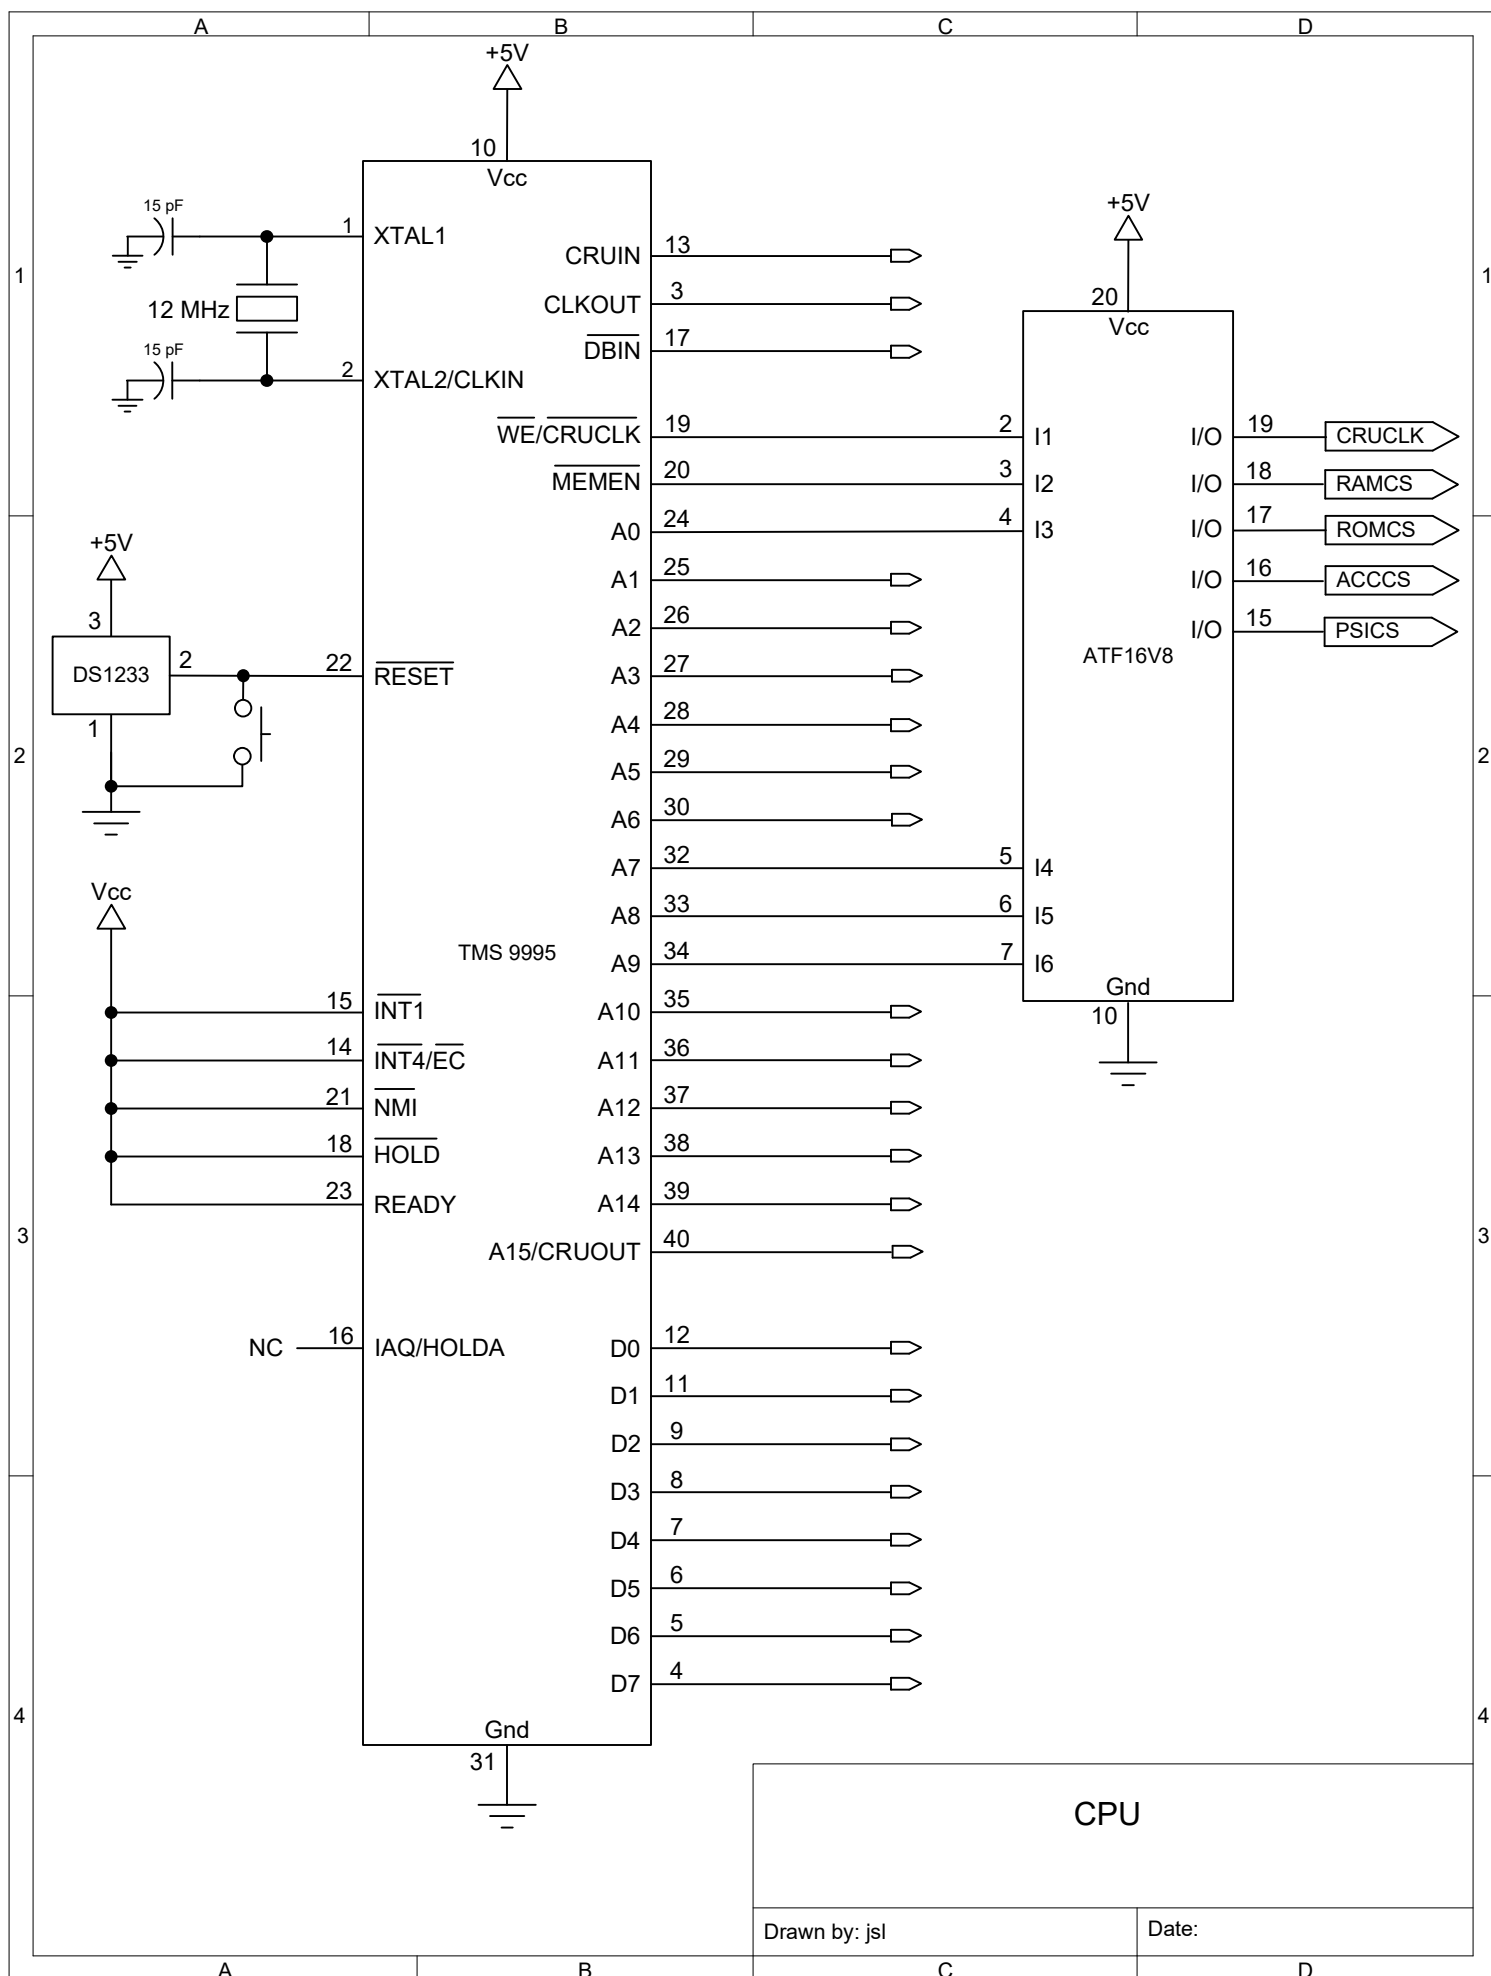 A B C D
+5V
10
Vcc
15 pF
1 XTAL1
12 MHz
15 pF
2 XTAL2/CLKIN
CRUIN 13
CLKOUT 3
DBIN 17
WE/CRUCLK 19
MEMEN 20
A0 24
A1 25
A2 26
A3 27
A4 28
A5 29
A6 30
A7 32
A8 33
A9 34
A10 35
A11 36
A12 37
A13 38
A14 39
A15/CRUOUT 40
D0 12
D1 11
D2 9
D3 8
D4 7
D5 6
D6 5
D7 4
TMS 9995
+5V
3
DS1233
2
1
22 RESET
Vcc
15 INT1
14 INT4/EC
21 NMI
18 HOLD
23 READY
NC 16 IAQ/HOLDA
Gnd
31
+5V
20
Vcc
2 I1
3 I2
4 I3
5 I4
6 I5
7 I6
ATF16V8
I/O 19 CRUCLK
I/O 18 RAMCS
I/O 17 ROMCS
I/O 16 ACCCS
I/O 15 PSICS
Gnd
10
1 1
2 2
3 3
4 4
CPU
Drawn by: jsl
Date:
A B C D